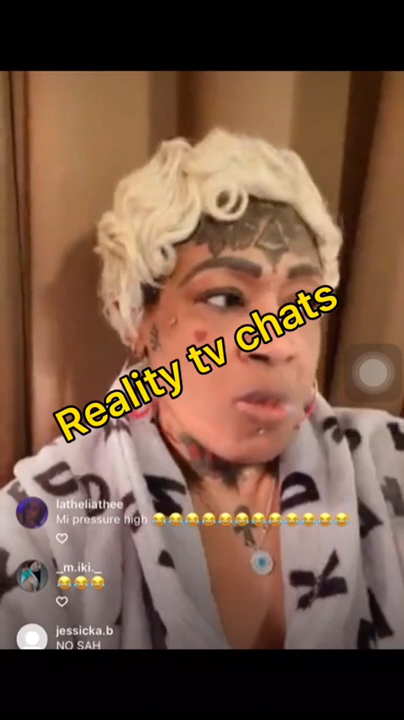 Reality tv chats
latheliathee
Mi pressure high 😂😂😂😂😂😂😂😂😂😂😂😂
_m.iki._
😂😂😂
jessicka.b
NO SAH